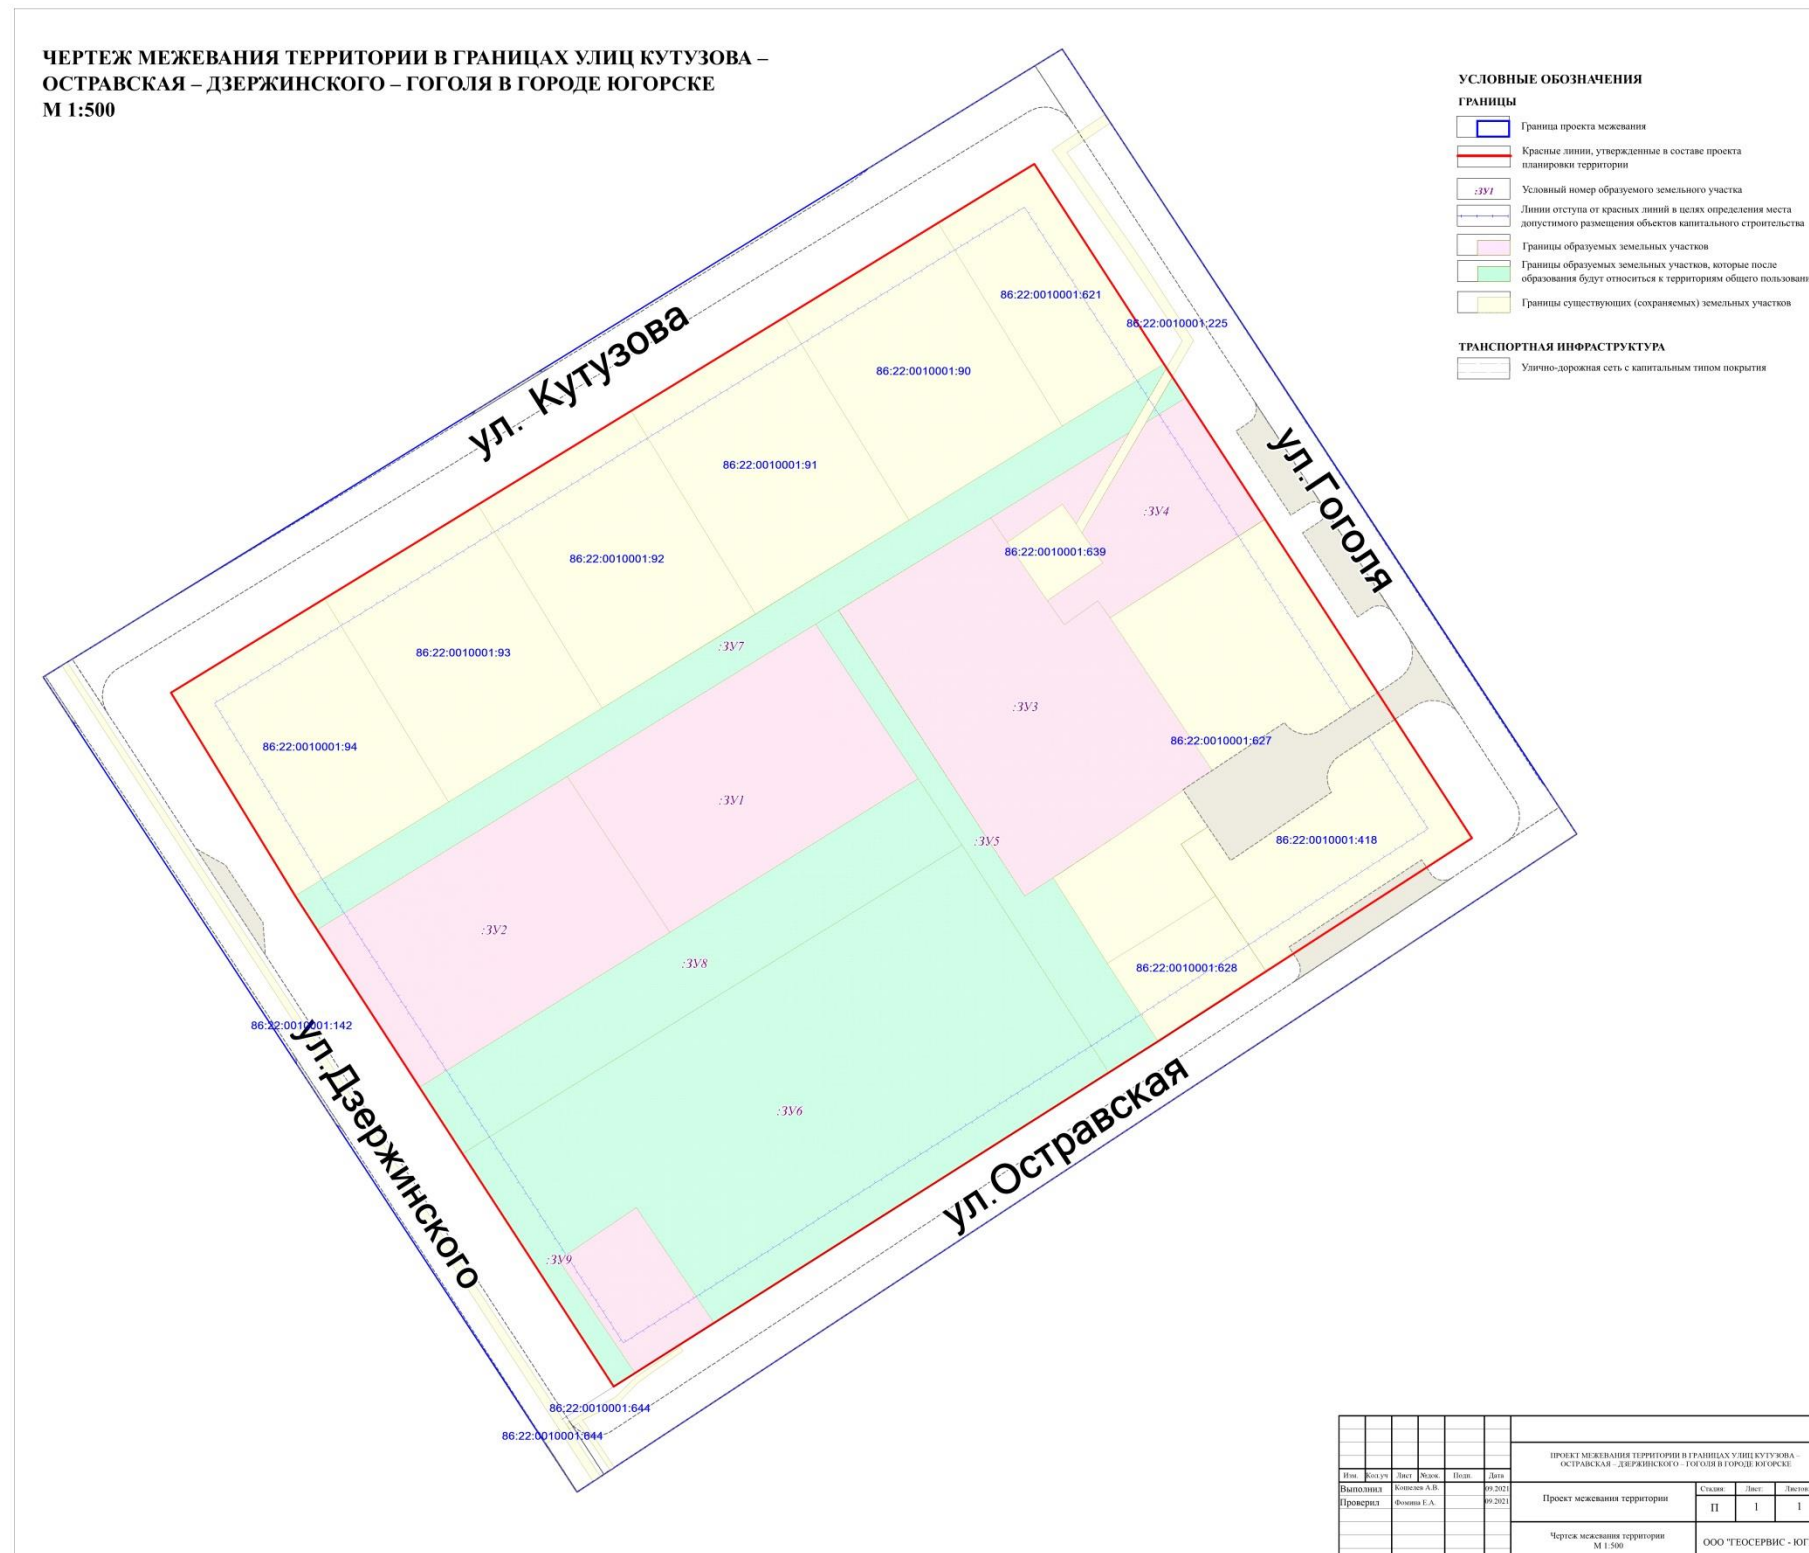 ЧЕРТЕЖ МЕЖЕВАНИЯ ТЕРРИТОРИИ В ГРАНИЦАХ УЛИЦ КУТУЗОВА –
ОСТРАВСКАЯ – ДЗЕРЖИНСКОГО – ГОГОЛЯ В ГОРОДЕ ЮГОРСКЕ
М 1:500
УСЛОВНЫЕ ОБОЗНАЧЕНИЯ
ГРАНИЦЫ
Граница проекта межевания
Красные линии, утвержденные в составе проекта
планировки территории
:ЗУ1
Условный номер образуемого земельного участка
Линии отступа от красных линий в целях определения места
допустимого размещения объектов капитального строительства
Границы образуемых земельных участков
Границы образуемых земельных участков, которые после
образования будут относиться к территориям общего пользовани
Границы существующих (сохраняемых) земельных участков
ТРАНСПОРТНАЯ ИНФРАСТРУКТУРА
Улично-дорожная сеть с капитальным типом покрытия
86:22:0010001:621
86:22:0010001:225
ул. Кутузова
86:22:0010001:90
86:22:0010001:91
ул.Гоголя
:ЗУ4
86:22:0010001:639
86:22:0010001:92
:ЗУ7
86:22:0010001:93
:ЗУ3
86:22:0010001:627
86:22:0010001:94
:ЗУ1
:ЗУ5
86:22:0010001:418
:ЗУ2
:ЗУ8
86:22:0010001:628
86:22:0010001:142
ул.Дзержинского
:ЗУ6
ул.Остравская
:ЗУ9
86:22:0010001:644
86:22:0010001:644
ПРОЕКТ МЕЖЕВАНИЯ ТЕРРИТОРИИ В ГРАНИЦАХ УЛИЦ КУТУЗОВА –
ОСТРАВСКАЯ – ДЗЕРЖИНСКОГО – ГОГОЛЯ В ГОРОДЕ ЮГОРСКЕ
Изм. Кол.уч Лист №док. Подп. Дата
Выполнил Кошелев А.В. 09.2021
Проверил Фомина Е.А. 09.2021
Проект межевания территории
Стадия: Лист: Листов
П 1 1
Чертеж межевания территории
М 1:500
ООО "ГЕОСЕРВИС - ЮГ